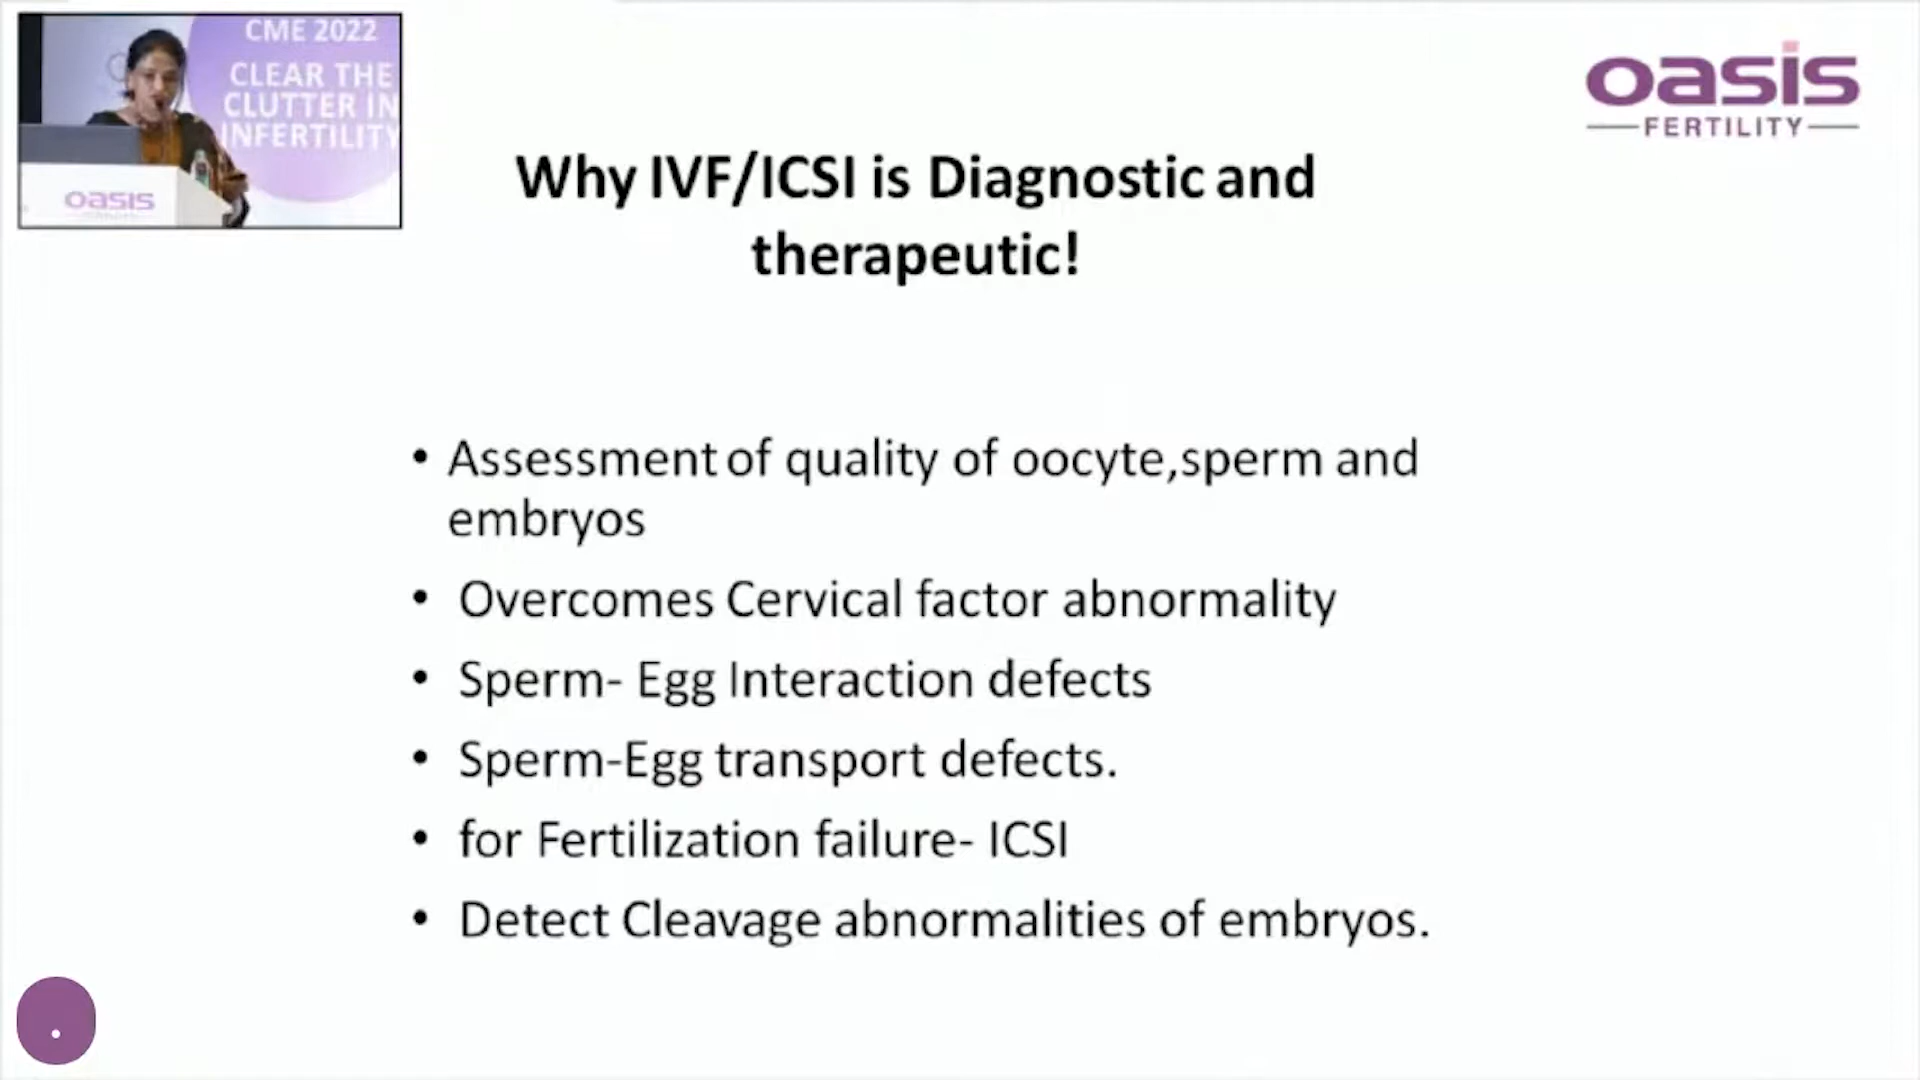 CME 2022
CLEAR THE
CLUTTER IN
INFERTILITY
oasis
oasis
FERTILITY
Why IVF/ICSI is Diagnostic and
therapeutic!
• Assessment of quality of oocyte,sperm and
embryos
• Overcomes Cervical factor abnormality
• Sperm- Egg Interaction defects
• Sperm-Egg transport defects.
• for Fertilization failure- ICSI
• Detect Cleavage abnormalities of embryos.